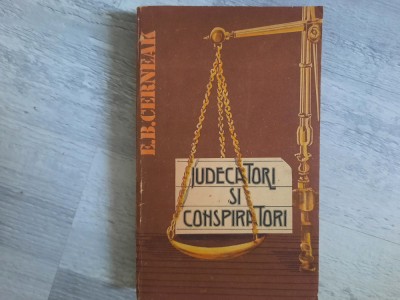 E.B.CERNEAK
JUDECATORI
SI
CONSPIRATORI